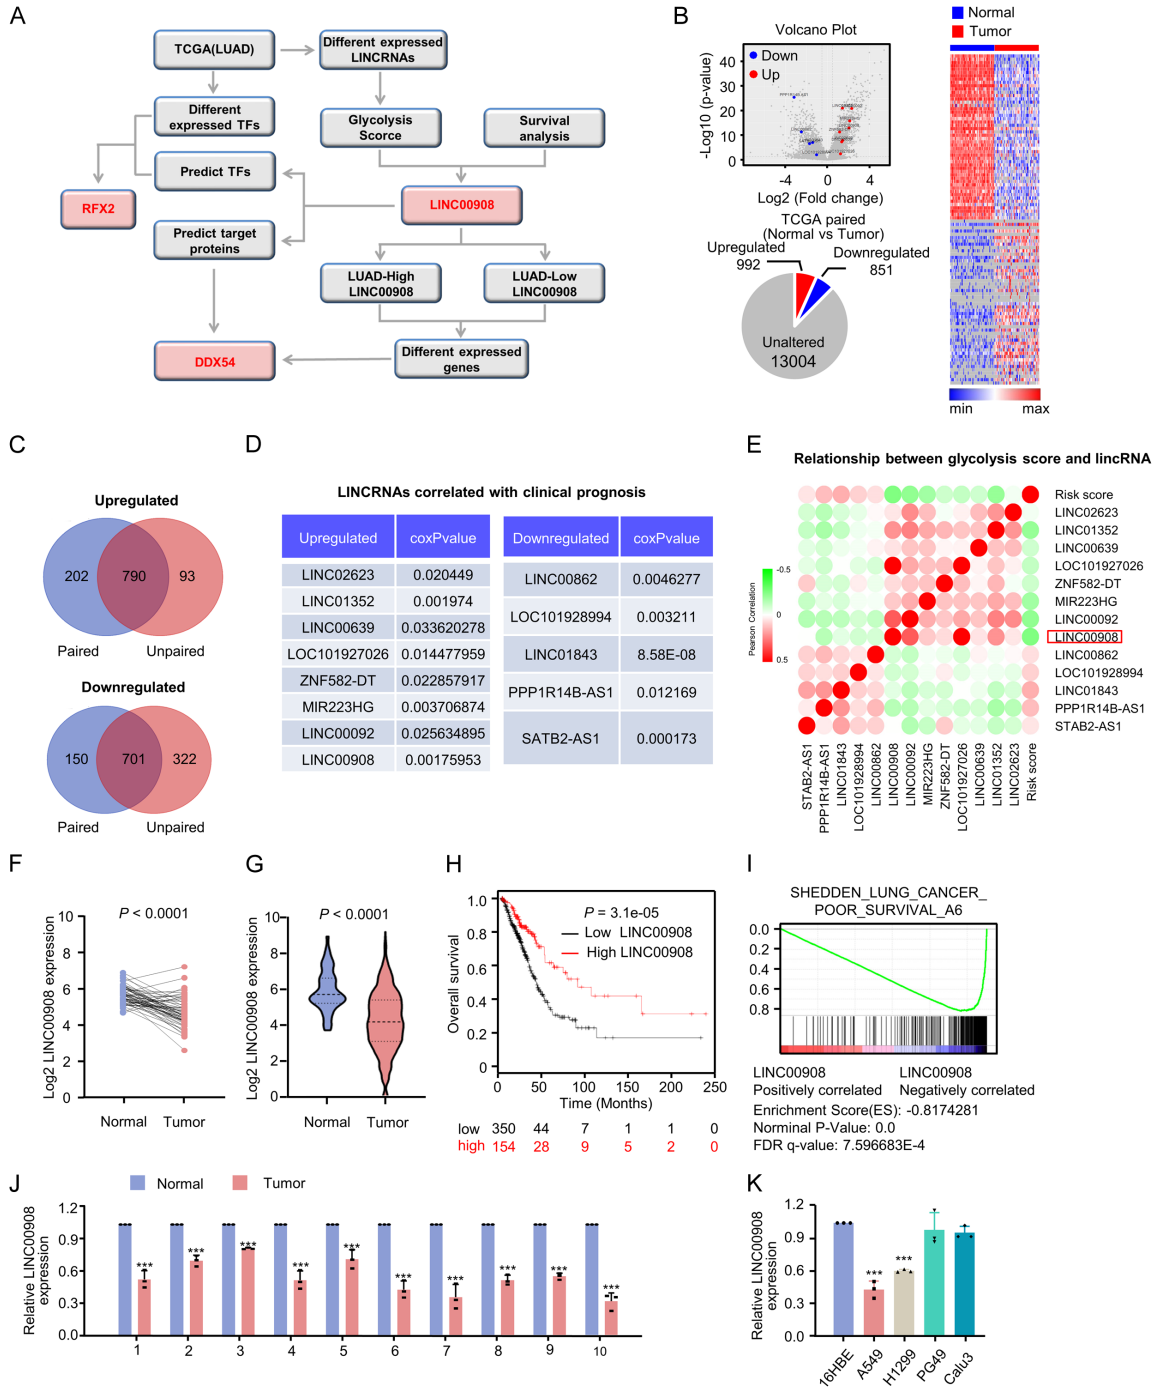 A
TCGA(LUAD)
Different expressed
LINCRNAs
Different
expressed TFs
Glycolysis
Scorce
Survival
analysis
Predict TFs
RFX2
LINC00908
Predict target
proteins
LUAD-High
LINC00908
LUAD-Low
LINC00908
DDX54
Different expressed
genes
B
Volcano Plot
Down
Up
PPP1R14B-AS1
-Log10 (p-value)
40
30
20
10
0
-4
0
4
Log2 (Fold change)
Normal
Tumor
min
max
TCGA paired
(Normal vs Tumor)
Upregulated
992
Downregulated
851
Unaltered
13004
C
Upregulated
202
790
93
Paired
Unpaired
Downregulated
150
701
322
Paired
Unpaired
D
LINCRNAs correlated with clinical prognosis
Upregulated coxPvalue
LINC02623 0.020449
LINC01352 0.001974
LINC00639 0.033620278
LOC101927026 0.014477959
ZNF582-DT 0.022857917
MIR223HG 0.003706874
LINC00092 0.025634895
LINC00908 0.00175953
Downregulated coxPvalue
LINC00862 0.0046277
LOC101928994 0.003211
LINC01843 8.58E-08
PPP1R14B-AS1 0.012169
SATB2-AS1 0.000173
E
Relationship between glycolysis score and lincRNA
Pearson Correlation
-0.5
0
0.5
Risk score
LINC02623
LINC01352
LINC00639
LOC101927026
ZNF582-DT
MIR223HG
LINC00092
LINC00908
LINC00862
LOC101928994
LINC01843
PPP1R14B-AS1
STAB2-AS1
STAB2-AS1
PPP1R14B-AS1
LINC01843
LOC101928994
LINC00862
LINC00908
LINC00092
MIR223HG
ZNF582-DT
LOC101927026
LINC00639
LINC01352
LINC02623
Risk score
F
P < 0.0001
Log2 LINC00908 expression
10
8
6
4
2
0
Normal
Tumor
G
P < 0.0001
Log2 LINC00908 expression
10
8
6
4
2
0
Normal
Tumor
H
P = 3.1e-05
Low LINC00908
High LINC00908
Overall survival
1.0
0.8
0.6
0.4
0.2
0
0 50 100 150 200 250
Time (Months)
low 350 44 7 1 1 0
high 154 28 9 5 2 0
I
SHEDDEN_LUNG_CANCER_
POOR_SURVIVAL_A6
0.0
0.2
0.4
0.6
0.8
LINC00908
Positively correlated
LINC00908
Negatively correlated
Enrichment Score(ES): -0.8174281
Norminal P-Value: 0.0
FDR q-value: 7.596683E-4
J
Normal
Tumor
Relative LINC00908
expression
1.2
0.9
0.6
0.3
0.0
*** *** *** *** *** *** *** *** *** ***
1 2 3 4 5 6 7 8 9 10
K
Relative LINC00908
expression
1.2
0.9
0.6
0.3
0.0
*** ***
16HBE
A549
H1299
PG49
Calu3